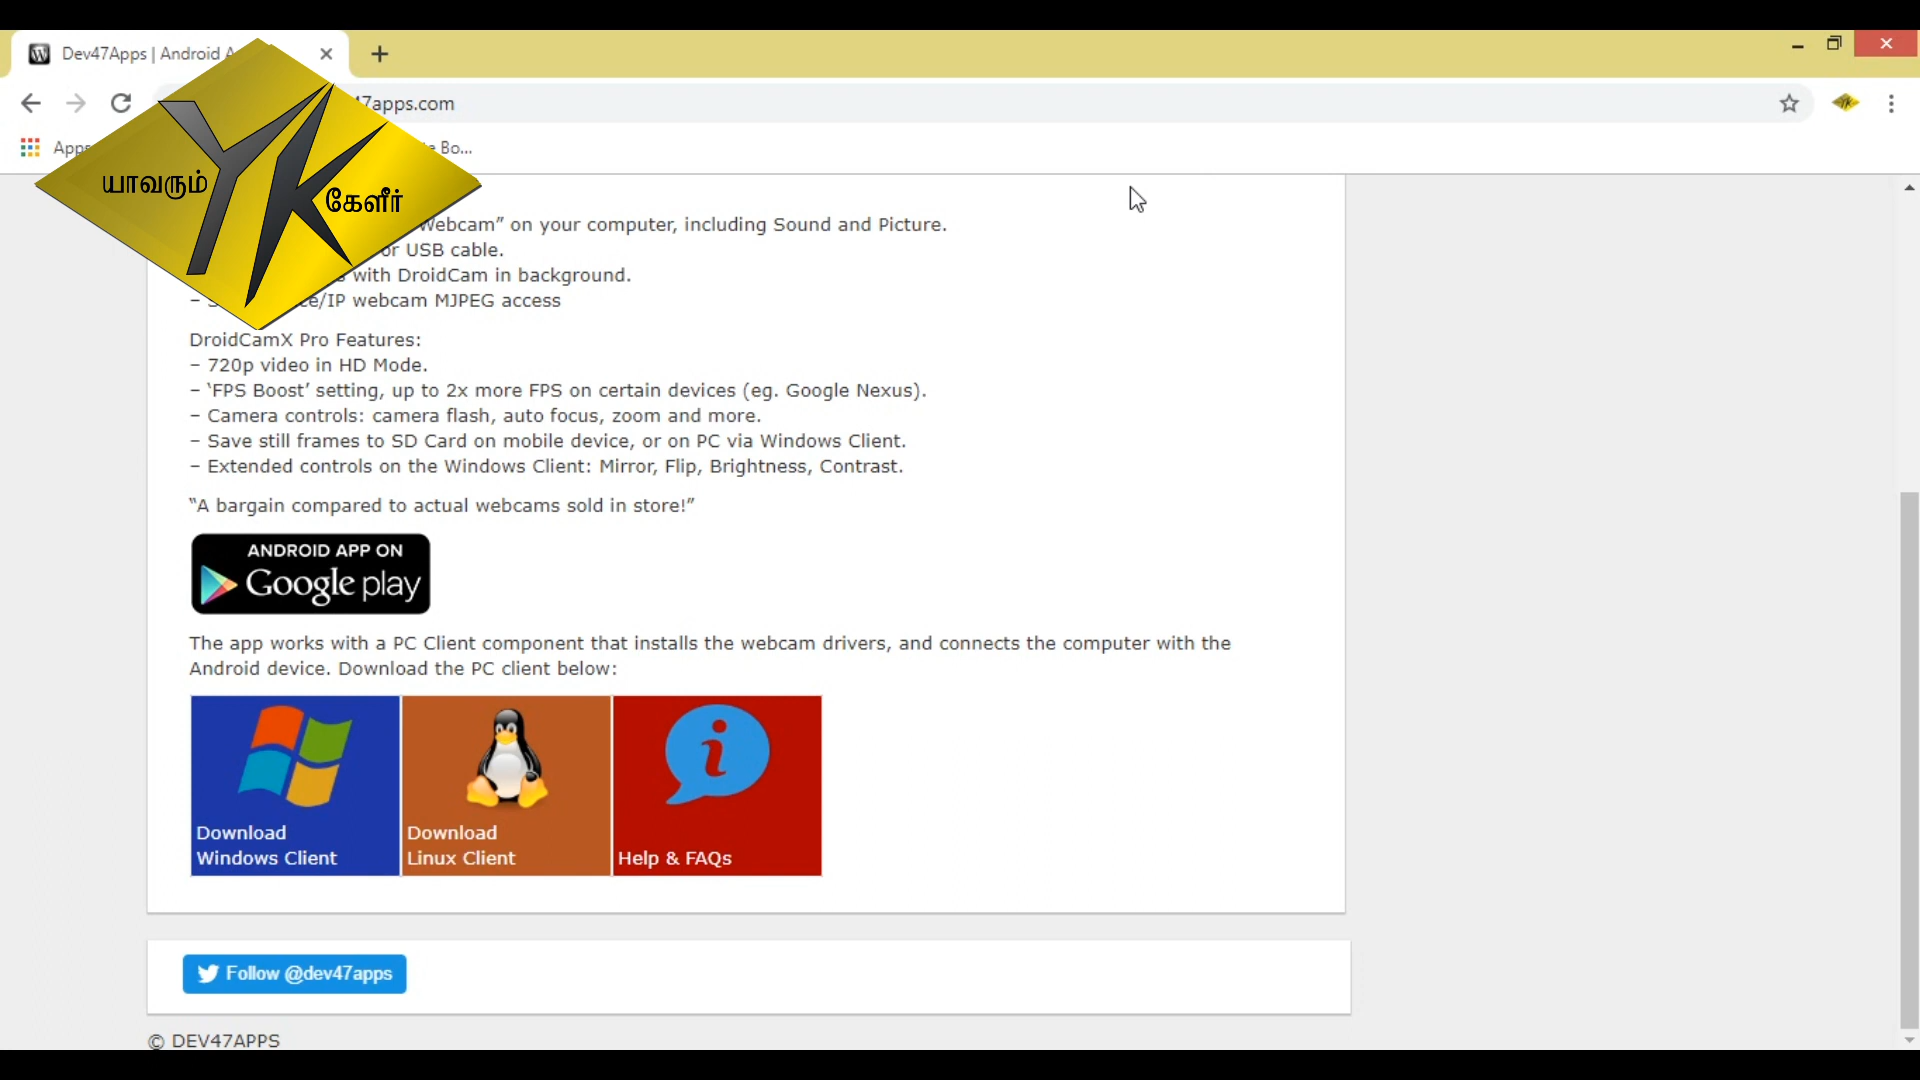 Dev47Apps | Android A
7apps.com
Apps
e Bo...
YK
யாவரும்
கேளீர்
Webcam” on your computer, including Sound and Picture.
or USB cable.
with DroidCam in background.
/IP webcam MJPEG access
DroidCamX Pro Features:
– 720p video in HD Mode.
– ‘FPS Boost’ setting, up to 2x more FPS on certain devices (eg. Google Nexus).
– Camera controls: camera flash, auto focus, zoom and more.
– Save still frames to SD Card on mobile device, or on PC via Windows Client.
– Extended controls on the Windows Client: Mirror, Flip, Brightness, Contrast.
“A bargain compared to actual webcams sold in store!”
ANDROID APP ON
Google play
The app works with a PC Client component that installs the webcam drivers, and connects the computer with the
Android device. Download the PC client below:
Download
Windows Client
Download
Linux Client
Help & FAQs
Follow @dev47apps
© DEV47APPS